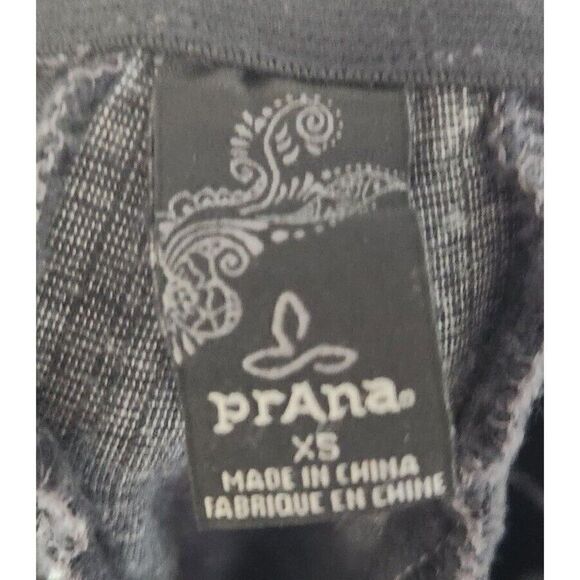 prAna
XS
MADE IN CHINA
FABRIQUE EN CHINE